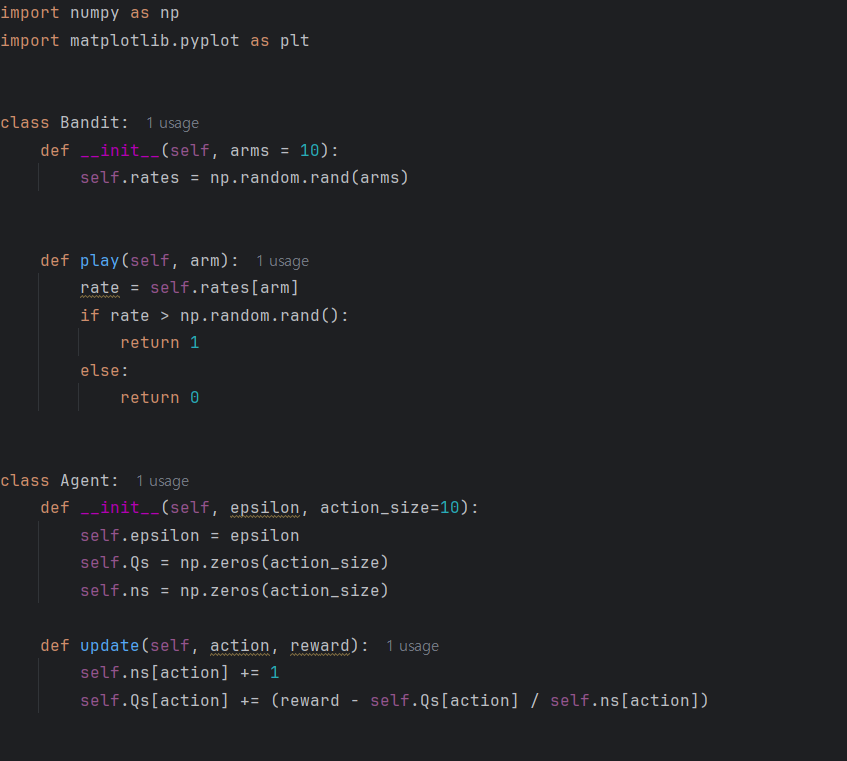 import numpy as np
import matplotlib.pyplot as plt
class Bandit: 1 usage
    def __init__(self, arms = 10):
        self.rates = np.random.rand(arms)
    def play(self, arm): 1 usage
        rate = self.rates[arm]
        if rate > np.random.rand():
            return 1
        else:
            return 0
class Agent: 1 usage
    def __init__(self, epsilon, action_size=10):
        self.epsilon = epsilon
        self.Qs = np.zeros(action_size)
        self.ns = np.zeros(action_size)
    def update(self, action, reward): 1 usage
        self.ns[action] += 1
        self.Qs[action] += (reward - self.Qs[action] / self.ns[action])